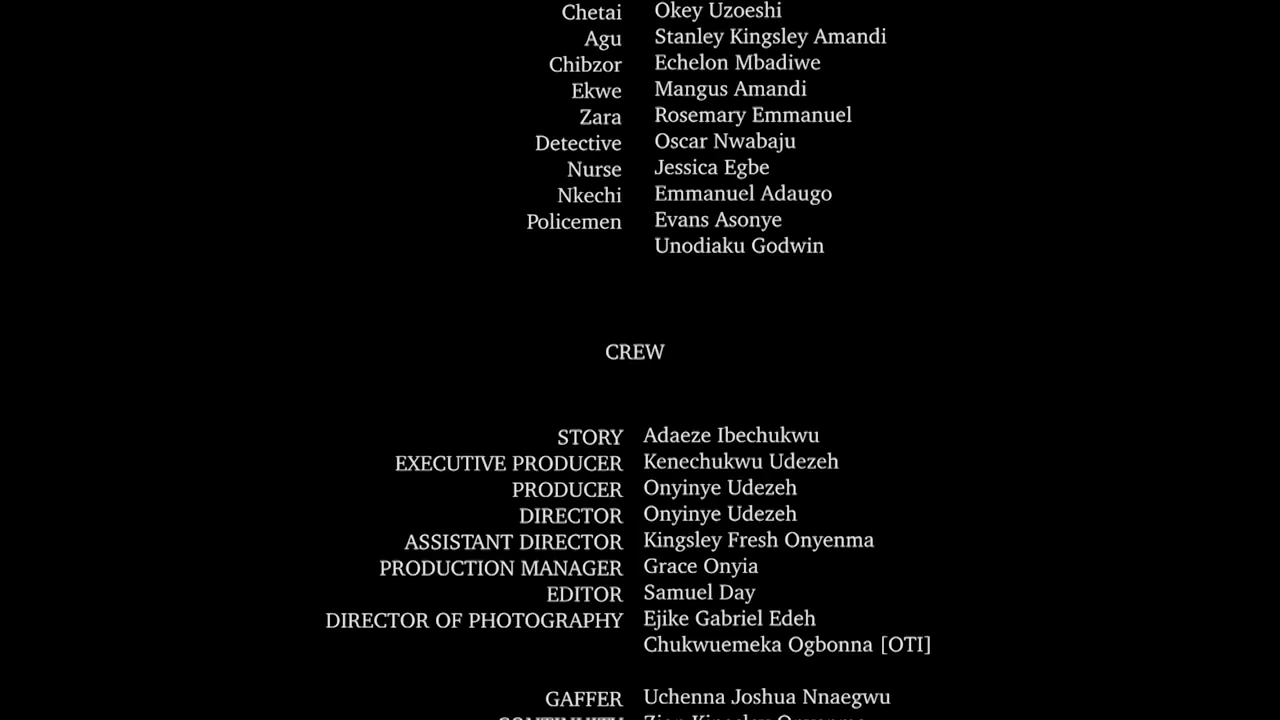 Chetai Okey Uzoeshi
Agu Stanley Kingsley Amandi
Chibzor Echelon Mbadiwe
Ekwe Mangus Amandi
Zara Rosemary Emmanuel
Detective Oscar Nwabaju
Nurse Jessica Egbe
Nkechi Emmanuel Adaugo
Policemen Evans Asonye
Unodiaku Godwin
CREW
STORY Adaeze Ibechukwu
EXECUTIVE PRODUCER Kenechukwu Udezeh
PRODUCER Onyinye Udezeh
DIRECTOR Onyinye Udezeh
ASSISTANT DIRECTOR Kingsley Fresh Onyenma
PRODUCTION MANAGER Grace Onyia
EDITOR Samuel Day
DIRECTOR OF PHOTOGRAPHY Ejike Gabriel Edeh
Chukwuemeka Ogbonna [OTI]
GAFFER Uchenna Joshua Nnaegwu
CONTINUITY Kingsley Onyenma